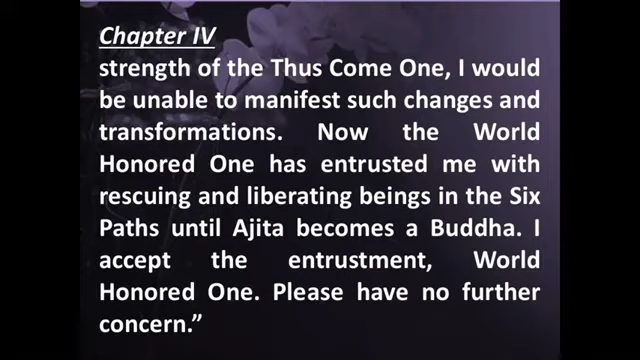 Chapter IV
strength of the Thus Come One, I would
be unable to manifest such changes and
transformations. Now the World
Honored One has entrusted me with
rescuing and liberating beings in the Six
Paths until Ajita becomes a Buddha. I
accept the entrustment, World
Honored One. Please have no further
concern.”